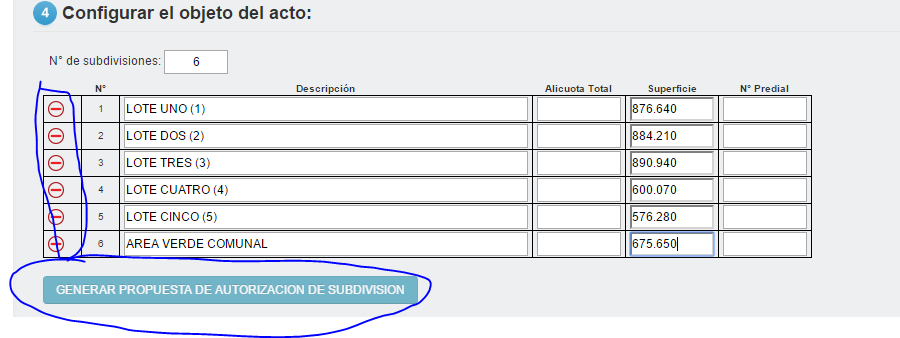 4 Configurar el objeto del acto:
N° de subdivisiones: 6
N° Descripción Alicuota Total Superficie N° Predial
1 LOTE UNO (1) 876.640
2 LOTE DOS (2) 884.210
3 LOTE TRES (3) 890.940
4 LOTE CUATRO (4) 600.070
5 LOTE CINCO (5) 576.280
6 AREA VERDE COMUNAL 675.650
GENERAR PROPUESTA DE AUTORIZACION DE SUBDIVISION